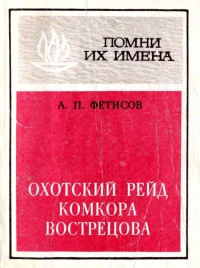 ПОМНИ
ИХ ИМЕНА
А. П. ФЕТИСОВ
ОХОТСКИЙ РЕЙД
КОМКОРА
ВОСТРЕЦОВА